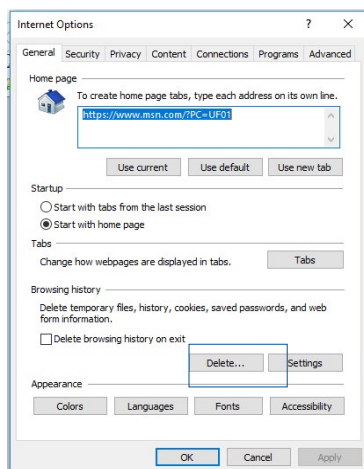 Internet Options ? X
General Security Privacy Content Connections Programs Advanced
Home page
To create home page tabs, type each address on its own line.
https://www.msn.com/?PC=UF01
Use current Use default Use new tab
Startup
Start with tabs from the last session
Start with home page
Tabs
Change how webpages are displayed in tabs. Tabs
Browsing history
Delete temporary files, history, cookies, saved passwords, and web
form information.
Delete browsing history on exit
Delete... Settings
Appearance
Colors Languages Fonts Accessibility
OK Cancel Apply